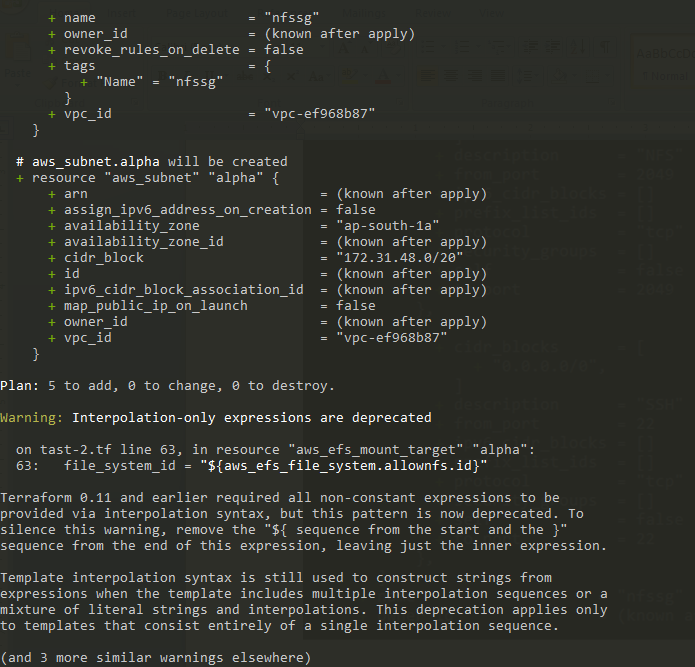 + name                   = "nfssg"
+ owner_id               = (known after apply)
+ revoke_rules_on_delete = false
+ tags                   = {
+ "Name" = "nfssg"
}
+ vpc_id                 = "vpc-ef968b87"
}
# aws_subnet.alpha will be created
+ resource "aws_subnet" "alpha" {
+ arn                             = (known after apply)
+ assign_ipv6_address_on_creation = false
+ availability_zone               = "ap-south-1a"
+ availability_zone_id            = (known after apply)
+ cidr_block                      = "172.31.48.0/20"
+ id                              = (known after apply)
+ ipv6_cidr_block_association_id  = (known after apply)
+ map_public_ip_on_launch         = false
+ owner_id                        = (known after apply)
+ vpc_id                          = "vpc-ef968b87"
}
Plan: 5 to add, 0 to change, 0 to destroy.
Warning: Interpolation-only expressions are deprecated
on tast-2.tf line 63, in resource "aws_efs_mount_target" "alpha":
63:   file_system_id = "${aws_efs_file_system.allownfs.id}"
Terraform 0.11 and earlier required all non-constant expressions to be
provided via interpolation syntax, but this pattern is now deprecated. To
silence this warning, remove the "${ sequence from the start and the }"
sequence from the end of this expression, leaving just the inner expression.
Template interpolation syntax is still used to construct strings from
expressions when the template includes multiple interpolation sequences or a
mixture of literal strings and interpolations. This deprecation applies only
to templates that consist entirely of a single interpolation sequence.
(and 3 more similar warnings elsewhere)